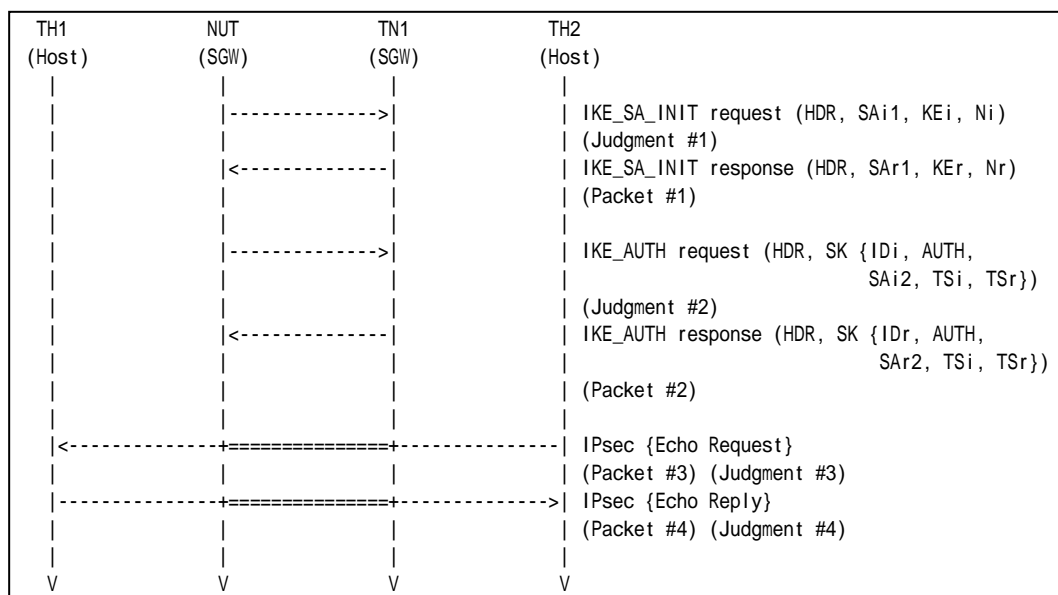 TH1 NUT TN1 TH2
(Host) (SGW) (SGW) (Host)
| | | |
|-------------->| | IKE_SA_INIT request (HDR, SAi1, KEi, Ni)
(Judgment #1)
|<--------------| | IKE_SA_INIT response (HDR, SAr1, KEr, Nr)
(Packet #1)
|-------------->| | IKE_AUTH request (HDR, SK {IDi, AUTH,
SAi2, TSi, TSr})
(Judgment #2)
|<--------------| | IKE_AUTH response (HDR, SK {IDr, AUTH,
SAr2, TSi, TSr})
(Packet #2)
|<--------------+===============+---------------| IPsec {Echo Request}
(Packet #3) (Judgment #3)
|---------------+===============+-------------->| IPsec {Echo Reply}
(Packet #4) (Judgment #4)
V V V V